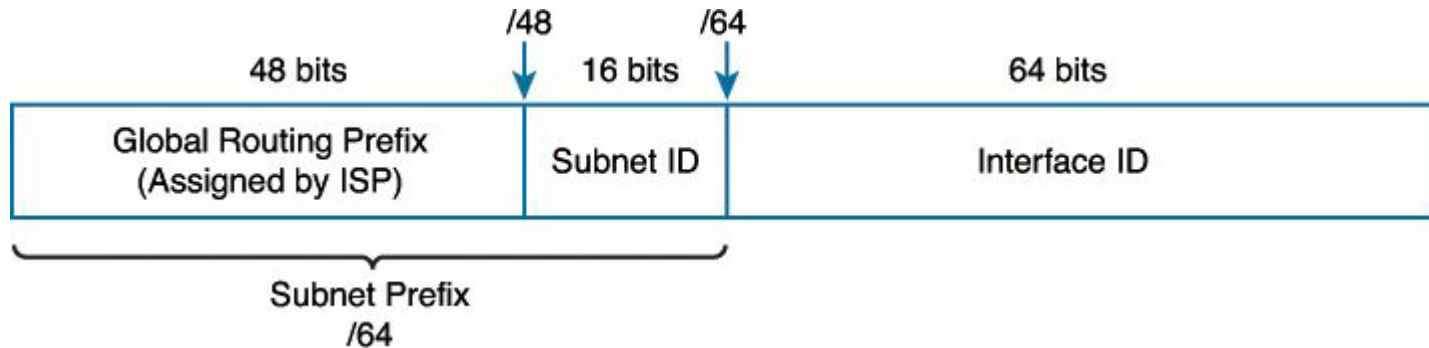 /48
/64
48 bits
16 bits
64 bits
Global Routing Prefix
(Assigned by ISP)
Subnet ID
Interface ID
Subnet Prefix
/64